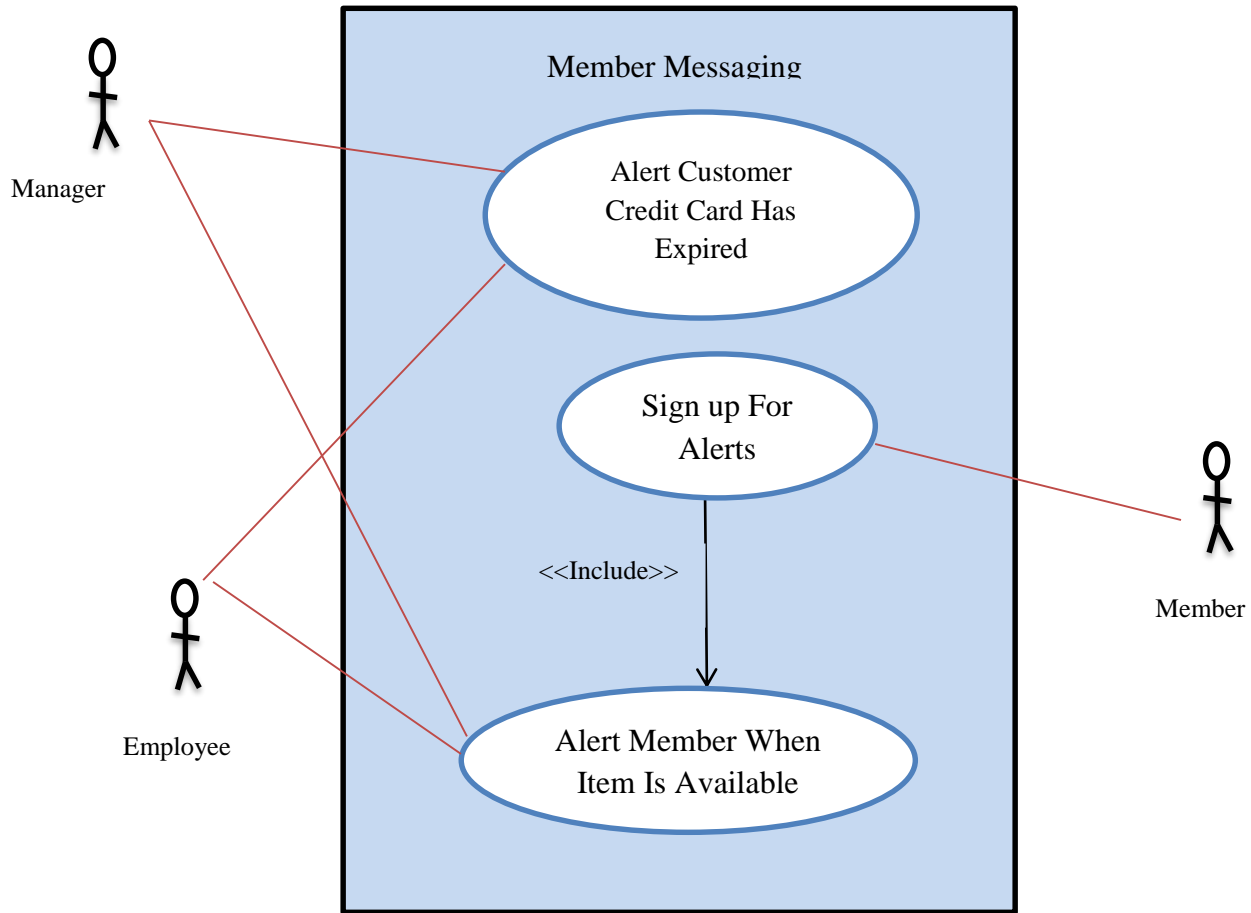 Member Messaging
Manager
Alert Customer
Credit Card Has
Expired
Sign up For
Alerts
<<Include>>
Member
Employee
Alert Member When
Item Is Available